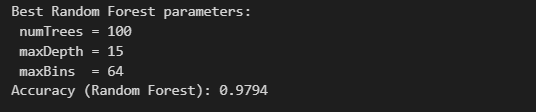 Best Random Forest parameters:
 numTrees = 100
 maxDepth = 15
 maxBins  = 64
Accuracy (Random Forest): 0.9794